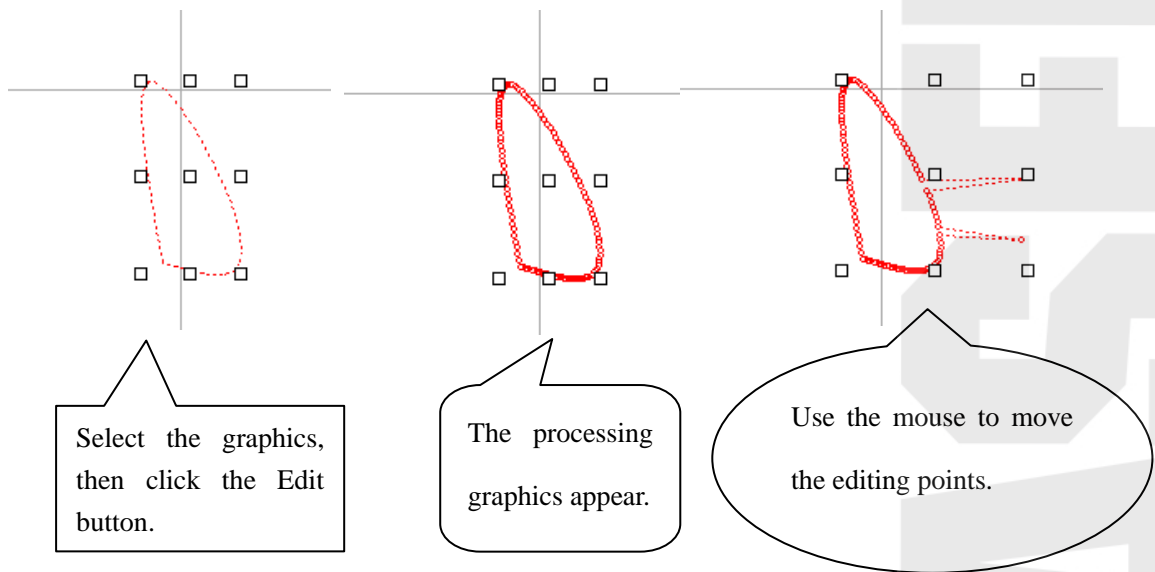 Select the graphics,
then click the Edit
button.
The processing
graphics appear.
Use the mouse to move
the editing points.